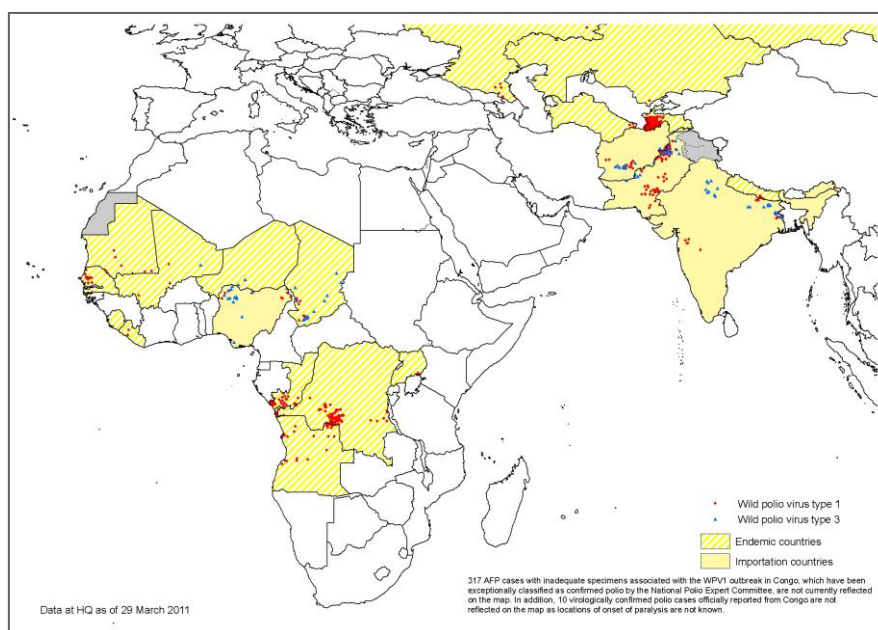 Wild polio virus type 1
Wild polio virus type 3
Endemic countries
Importation countries
317 AFP cases with inadequate specimens associated with the WPV1 outbreak in Congo, which have been
exceptionally classified as confirmed polio by the National Polio Expert Committee, are not currently reflected
on the map. In addition, 10 virologically confirmed polio cases officially reported from Congo are not
reflected on the map as locations of onset of paralysis are not known.
Data at HQ as of 29 March 2011